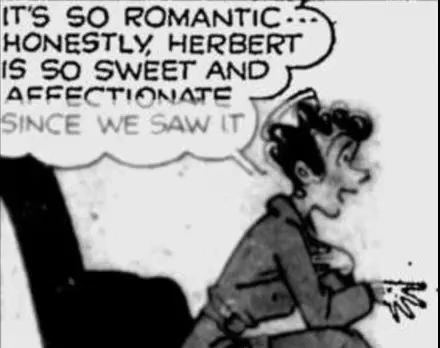 IT'S SO ROMANTIC---
HONESTLY, HERBERT
IS SO SWEET AND
AFFECTIONATE
SINCE WE SAW IT